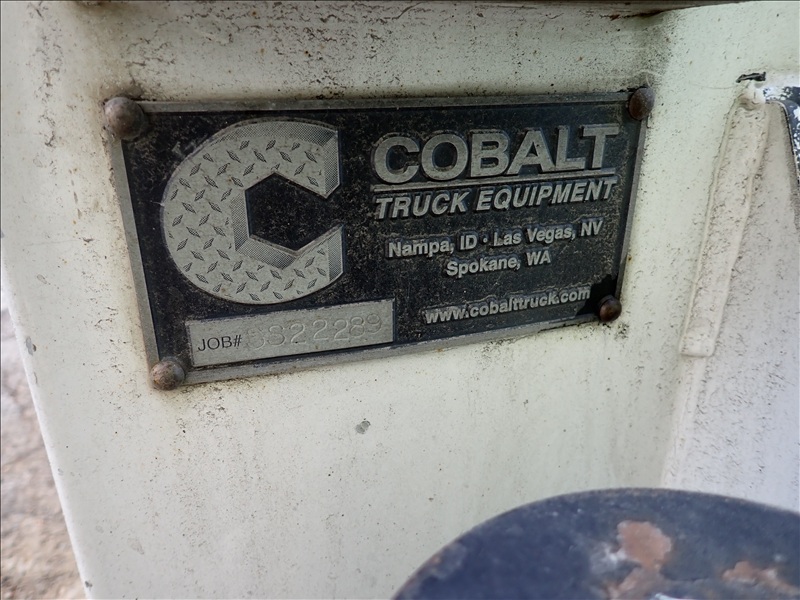 COBALT
TRUCK EQUIPMENT
Nampa, ID · Las Vegas, NV
Spokane, WA
www.cobalttruck.com
JOB#